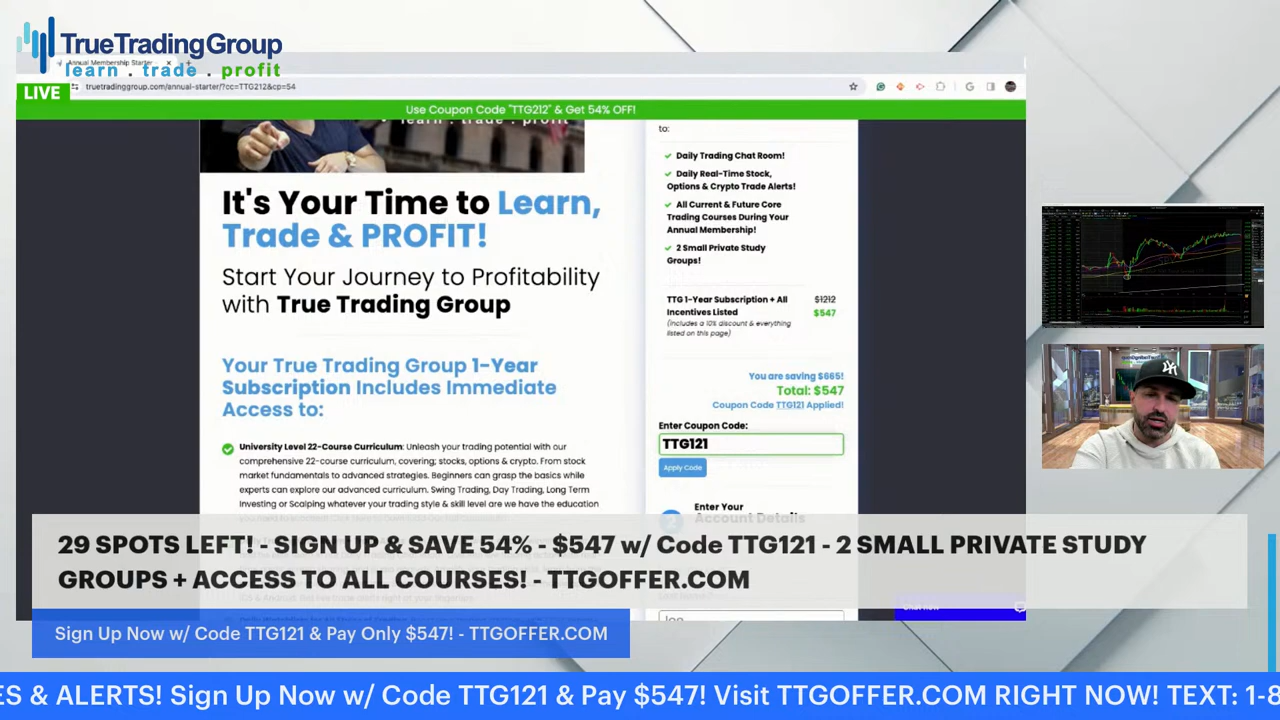 TrueTradingGroup
learn . trade . profit
Annual Membership Starter
LIVE
truetradinggroup.com/annual-starter/?cc=TTG212&cp=54
Use Coupon Code "TTG212" & Get 54% OFF!
learn . trade . profit
It's Your Time to Learn,
Trade & PROFIT!
Start Your Journey to Profitability
with True Trading Group
Your True Trading Group 1-Year
Subscription Includes Immediate
Access to:
University Level 22-Course Curriculum: Unleash your trading potential with our
comprehensive 22-course curriculum, covering; stocks, options & crypto. From stock
market fundamentals to advanced strategies. Beginners can grasp the basics while
experts can explore our advanced curriculum. Swing Trading, Day Trading, Long Term
Investing or Scalping whatever your trading style & skill level are we have the education
to:
Daily Trading Chat Room!
Daily Real-Time Stock,
Options & Crypto Trade Alerts!
All Current & Future Core
Trading Courses During Your
Annual Membership!
2 Small Private Study
Groups!
TTG 1-Year Subscription + All $1212
Incentives Listed $547
(Includes a 10% discount & everything
listed on this page)
You are saving $665!
Total: $547
Coupon Code TTG121 Applied!
Enter Coupon Code:
TTG121
Apply Code
2 Enter Your
Account Details
Chat now
29 SPOTS LEFT! - SIGN UP & SAVE 54% - $547 w/ Code TTG121 - 2 SMALL PRIVATE STUDY
GROUPS + ACCESS TO ALL COURSES! - TTGOFFER.COM
Sign Up Now w/ Code TTG121 & Pay Only $547! - TTGOFFER.COM
ES & ALERTS! Sign Up Now w/ Code TTG121 & Pay $547! Visit TTGOFFER.COM RIGHT NOW! TEXT: 1-8